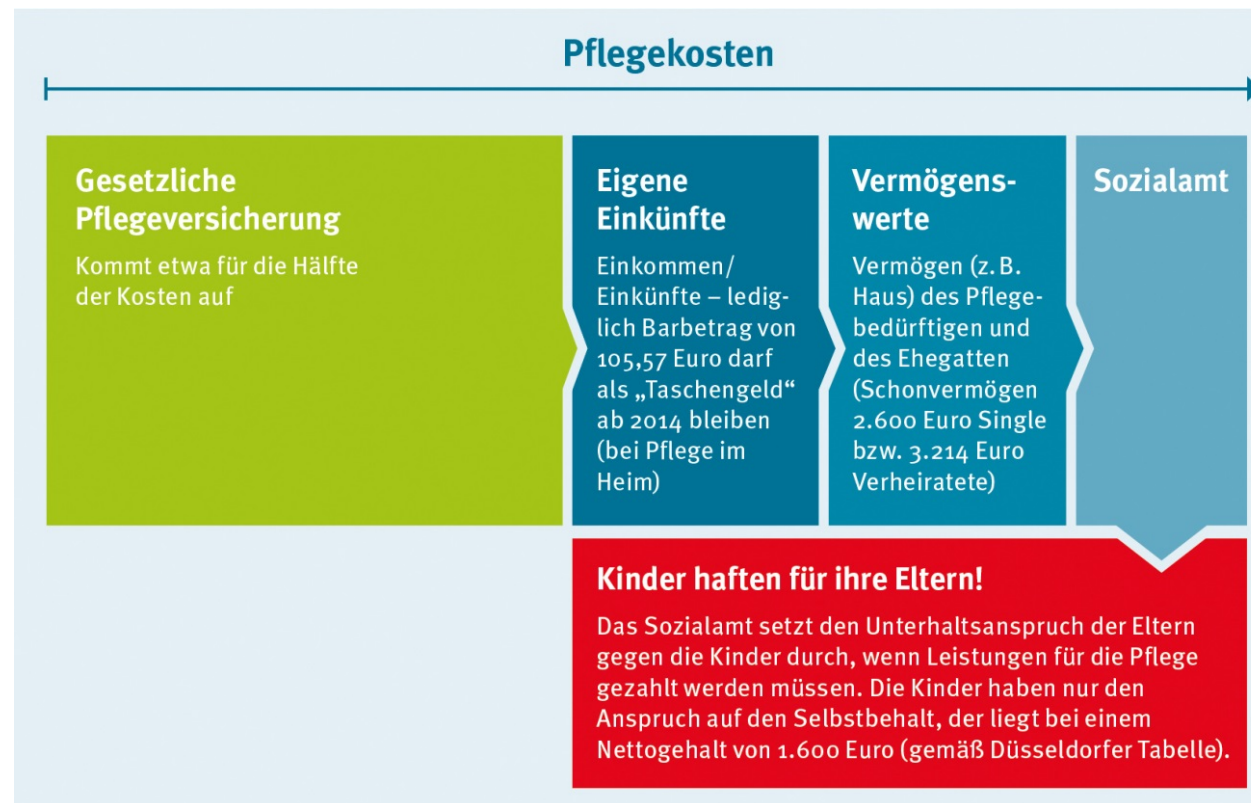 Pflegekosten
Gesetzliche
Pflegeversicherung
Kommt etwa für die Hälfte
der Kosten auf
Eigene
Einkünfte
Einkommen/
Einkünfte – ledig-
lich Barbetrag von
105,57 Euro darf
als „Taschengeld“
ab 2014 bleiben
(bei Pflege im
Heim)
Vermögens-
werte
Vermögen (z. B.
Haus) des Pflege-
bedürftigen und
des Ehegatten
(Schonvermögen
2.600 Euro Single
bzw. 3.214 Euro
Verheiratete)
Sozialamt
Kinder haften für ihre Eltern!
Das Sozialamt setzt den Unterhaltsanspruch der Eltern
gegen die Kinder durch, wenn Leistungen für die Pflege
gezahlt werden müssen. Die Kinder haben nur den
Anspruch auf den Selbstbehalt, der liegt bei einem
Nettogehalt von 1.600 Euro (gemäß Düsseldorfer Tabelle).